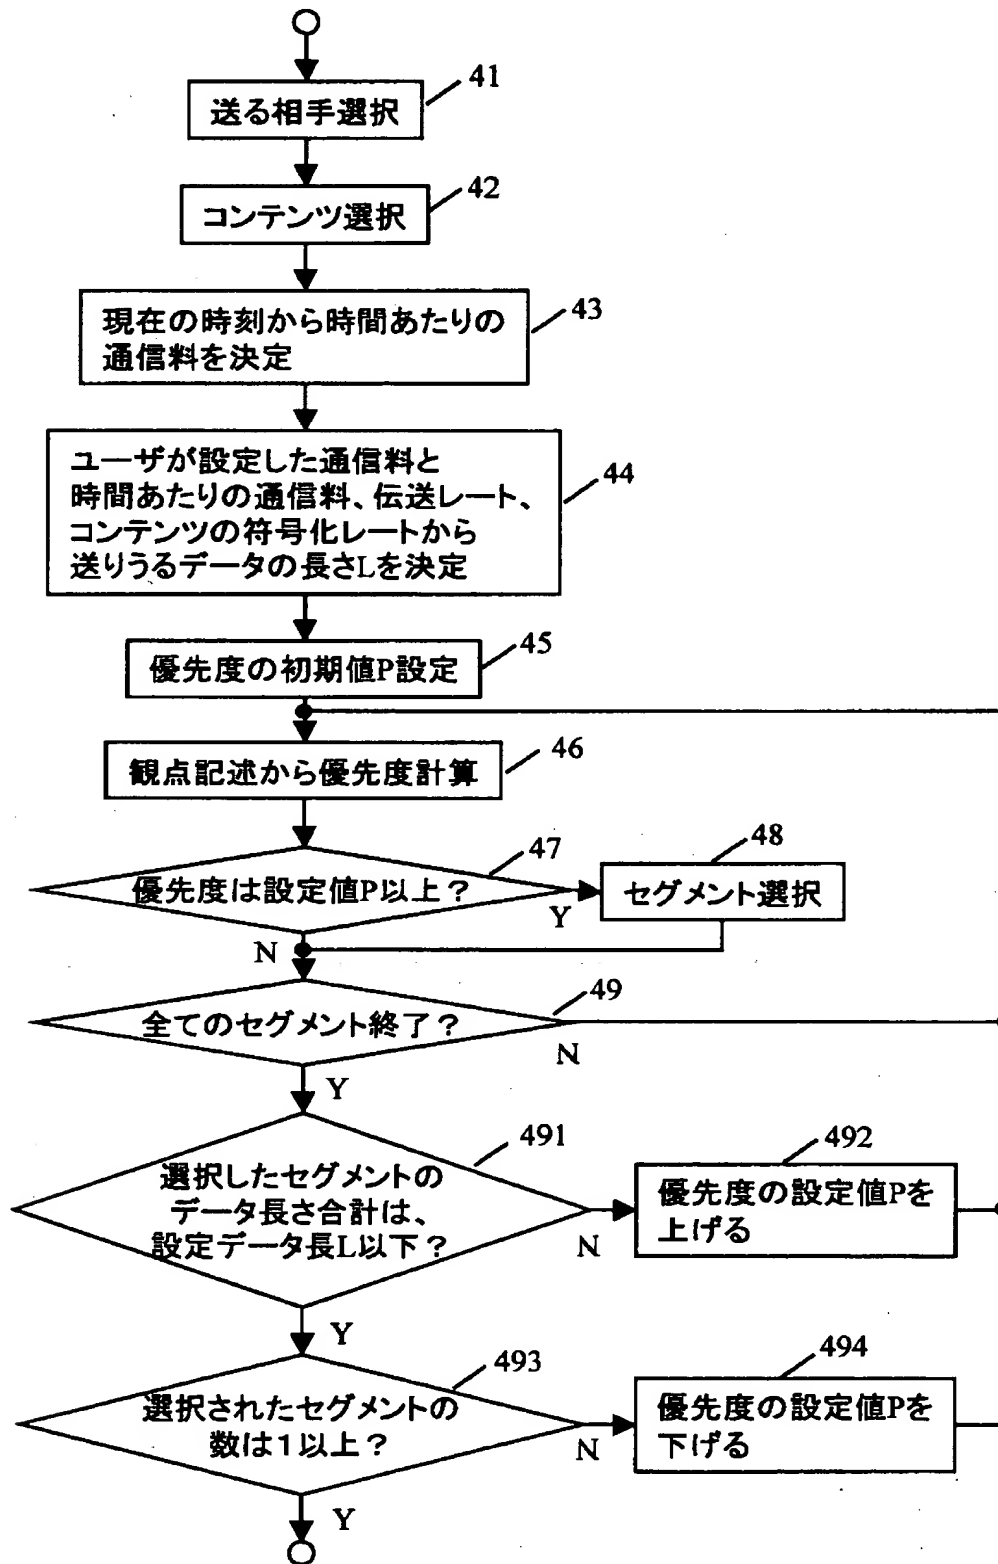 41
送る相手選択
42
コンテンツ選択
43
現在の時刻から時間あたりの
通信料を決定
44
ユーザが設定した通信料と
時間あたりの通信料、伝送レート、
コンテンツの符号化レートから
送りうるデータの長さLを決定
45
優先度の初期値P設定
46
観点記述から優先度計算
47
優先度は設定値P以上？
Y
48
セグメント選択
N
49
全てのセグメント終了？
N
Y
491
選択したセグメントの
データ長さ合計は、
設定データ長L以下？
N
492
優先度の設定値Pを
上げる
Y
493
選択されたセグメントの
数は１以上？
N
494
優先度の設定値Pを
下げる
Y